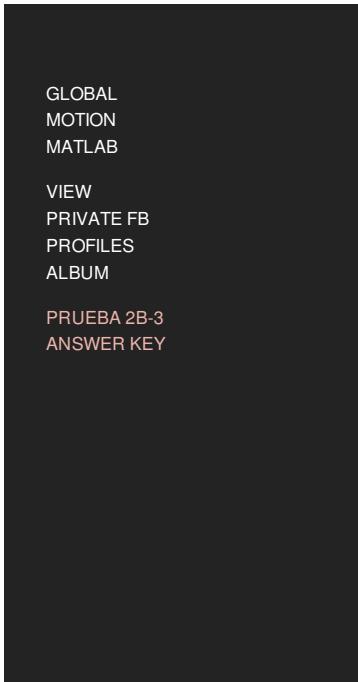 GLOBAL
MOTION
MATLAB
VIEW
PRIVATE FB
PROFILES
ALBUM
PRUEBA 2B-3
ANSWER KEY